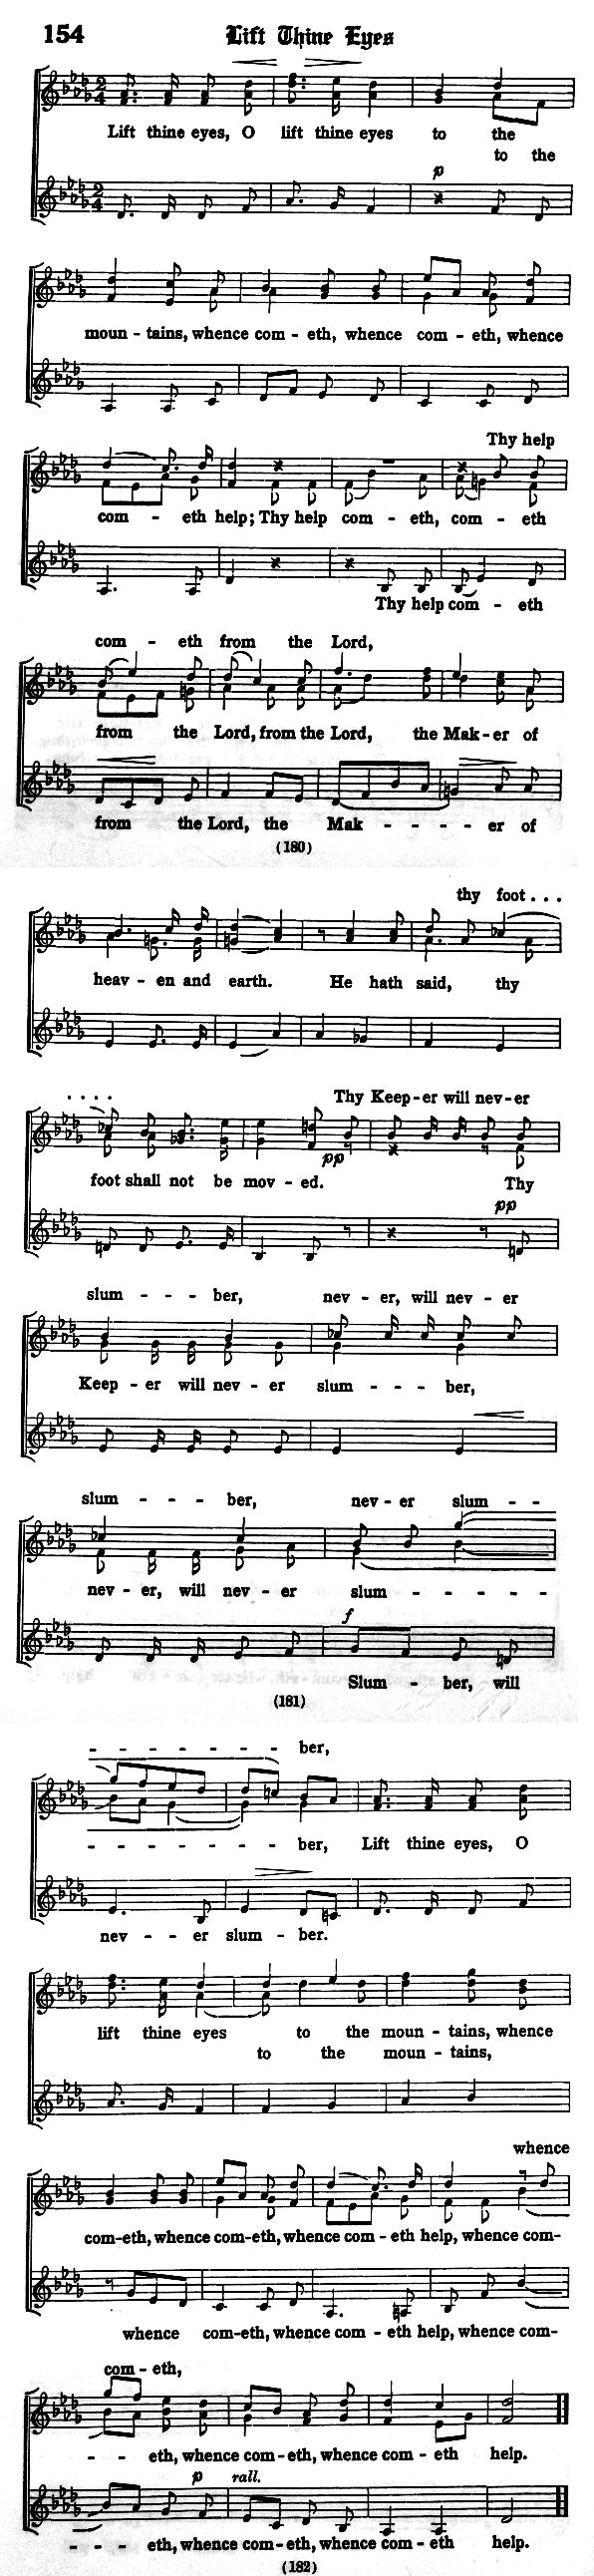 154 Lift Thine Eyes
Lift thine eyes, O lift thine eyes to the
to the
p
moun - tains, whence com - eth, whence com - eth, whence
Thy help
com - eth help; Thy help com - eth, com - eth
Thy help com - eth
com - eth from the Lord,
from the Lord, from the Lord, the Mak - er of
from the Lord, the Mak - - - - er of
(180)
thy foot . . .
heav - en and earth. He hath said, thy
. . . . Thy Keep - er will nev - er
pp
foot shall not be mov - ed. Thy
pp
slum - - - ber, nev - er, will nev - er
Keep - er will nev - er slum - - - ber,
slum - - - ber, nev - er slum - -
nev - er, will nev - er slum - - - - -
f
Slum - ber, will
(181)
- - - - - - - ber,
- - - - - - - ber, Lift thine eyes, O
nev - - er slum - ber.
lift thine eyes to the moun - tains, whence
to the moun - tains,
whence
com-eth, whence com-eth, whence com - eth help, whence com-
whence com-eth, whence com - eth help, whence com-
com - eth,
- - - eth, whence com - eth, whence com - eth help.
p rall.
- - - eth, whence com - eth, whence com - eth help.
(182)